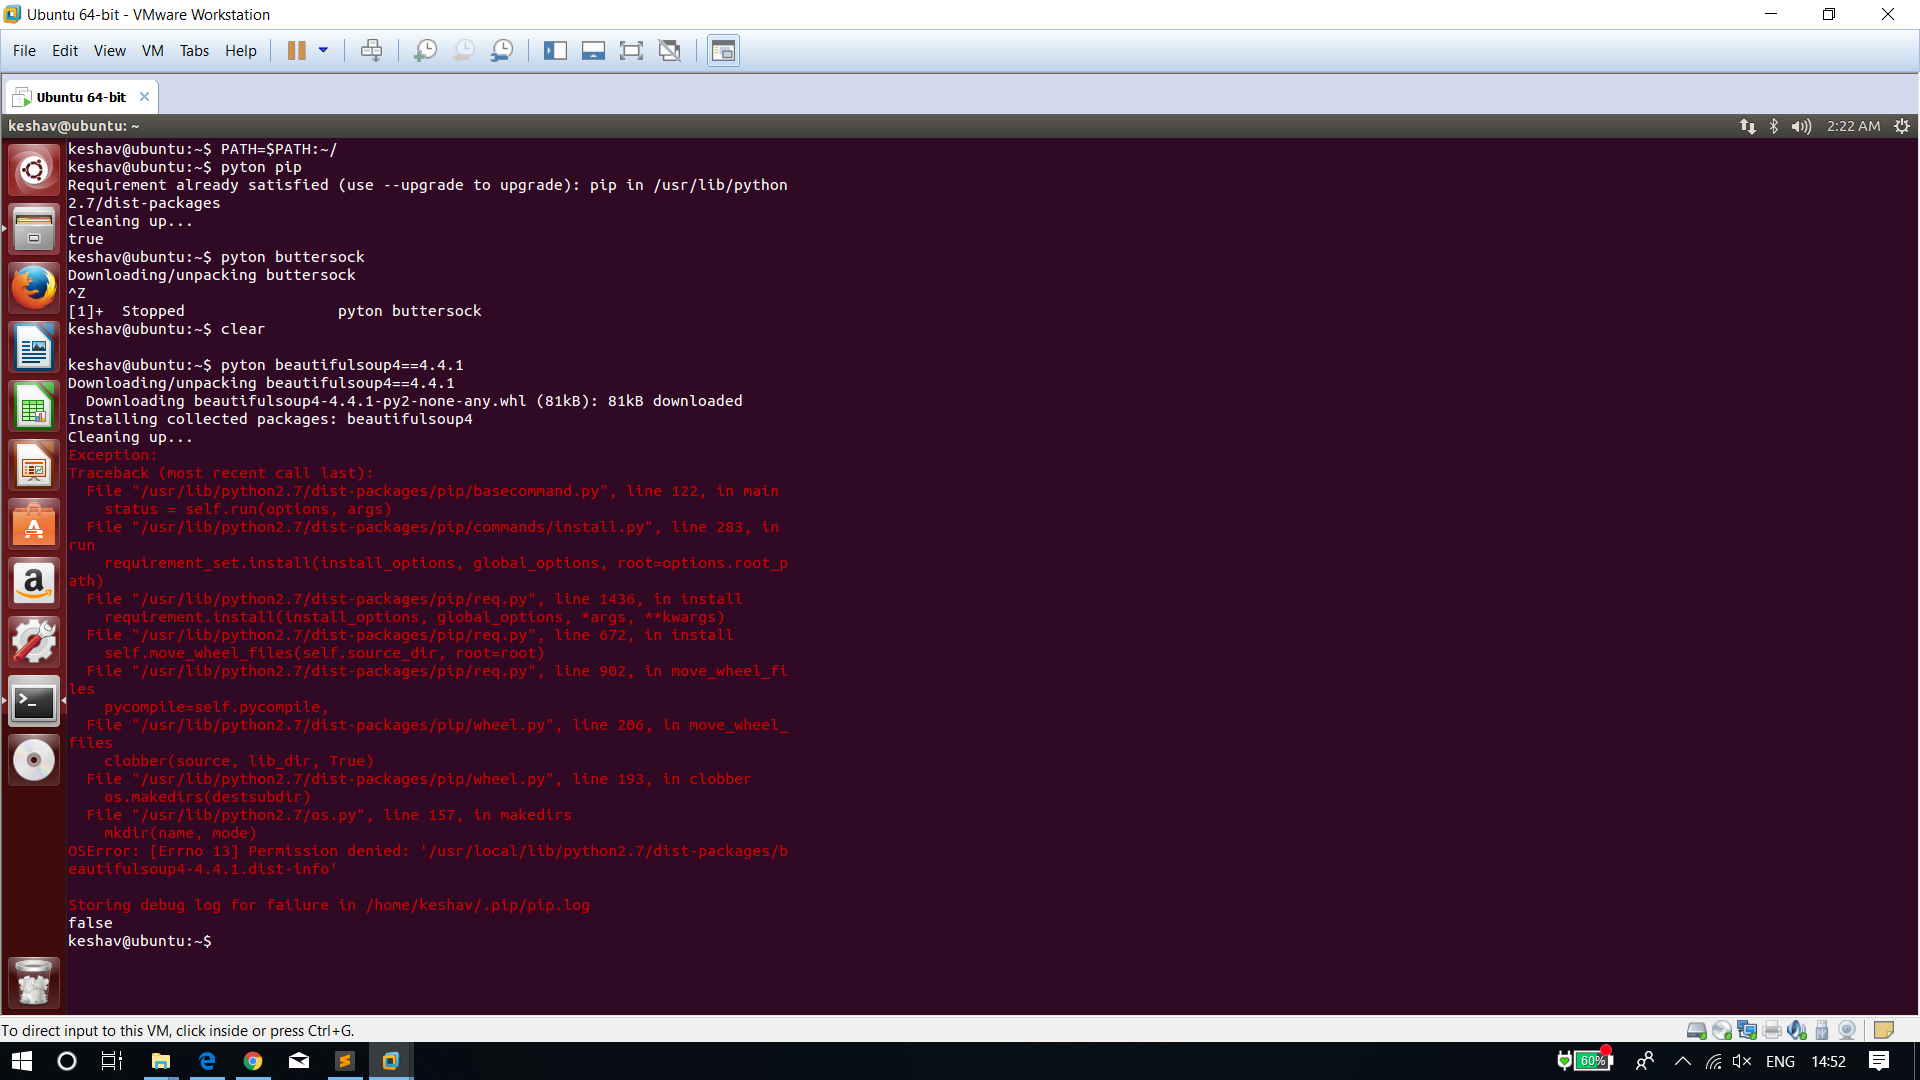 Ubuntu 64-bit - VMware Workstation
File Edit View VM Tabs Help
Ubuntu 64-bit
keshav@ubuntu: ~
2:22 AM
keshav@ubuntu:~$ PATH=$PATH:~/
keshav@ubuntu:~$ pyton pip
Requirement already satisfied (use --upgrade to upgrade): pip in /usr/lib/python
2.7/dist-packages
Cleaning up...
true
keshav@ubuntu:~$ pyton buttersock
Downloading/unpacking buttersock
^Z
[1]+  Stopped                 pyton buttersock
keshav@ubuntu:~$ clear
keshav@ubuntu:~$ pyton beautifulsoup4==4.4.1
Downloading/unpacking beautifulsoup4==4.4.1
  Downloading beautifulsoup4-4.4.1-py2-none-any.whl (81kB): 81kB downloaded
Installing collected packages: beautifulsoup4
Cleaning up...
Exception:
Traceback (most recent call last):
  File "/usr/lib/python2.7/dist-packages/pip/basecommand.py", line 122, in main
    status = self.run(options, args)
  File "/usr/lib/python2.7/dist-packages/pip/commands/install.py", line 283, in
run
    requirement_set.install(install_options, global_options, root=options.root_p
ath)
  File "/usr/lib/python2.7/dist-packages/pip/req.py", line 1436, in install
    requirement.install(install_options, global_options, *args, **kwargs)
  File "/usr/lib/python2.7/dist-packages/pip/req.py", line 672, in install
    self.move_wheel_files(self.source_dir, root=root)
  File "/usr/lib/python2.7/dist-packages/pip/req.py", line 902, in move_wheel_fi
les
    pycompile=self.pycompile,
  File "/usr/lib/python2.7/dist-packages/pip/wheel.py", line 206, in move_wheel_
files
    clobber(source, lib_dir, True)
  File "/usr/lib/python2.7/dist-packages/pip/wheel.py", line 193, in clobber
    os.makedirs(destsubdir)
  File "/usr/lib/python2.7/os.py", line 157, in makedirs
    mkdir(name, mode)
OSError: [Errno 13] Permission denied: '/usr/local/lib/python2.7/dist-packages/b
eautifulsoup4-4.4.1.dist-info'
Storing debug log for failure in /home/keshav/.pip/pip.log
false
keshav@ubuntu:~$
To direct input to this VM, click inside or press Ctrl+G.
60% ENG 14:52